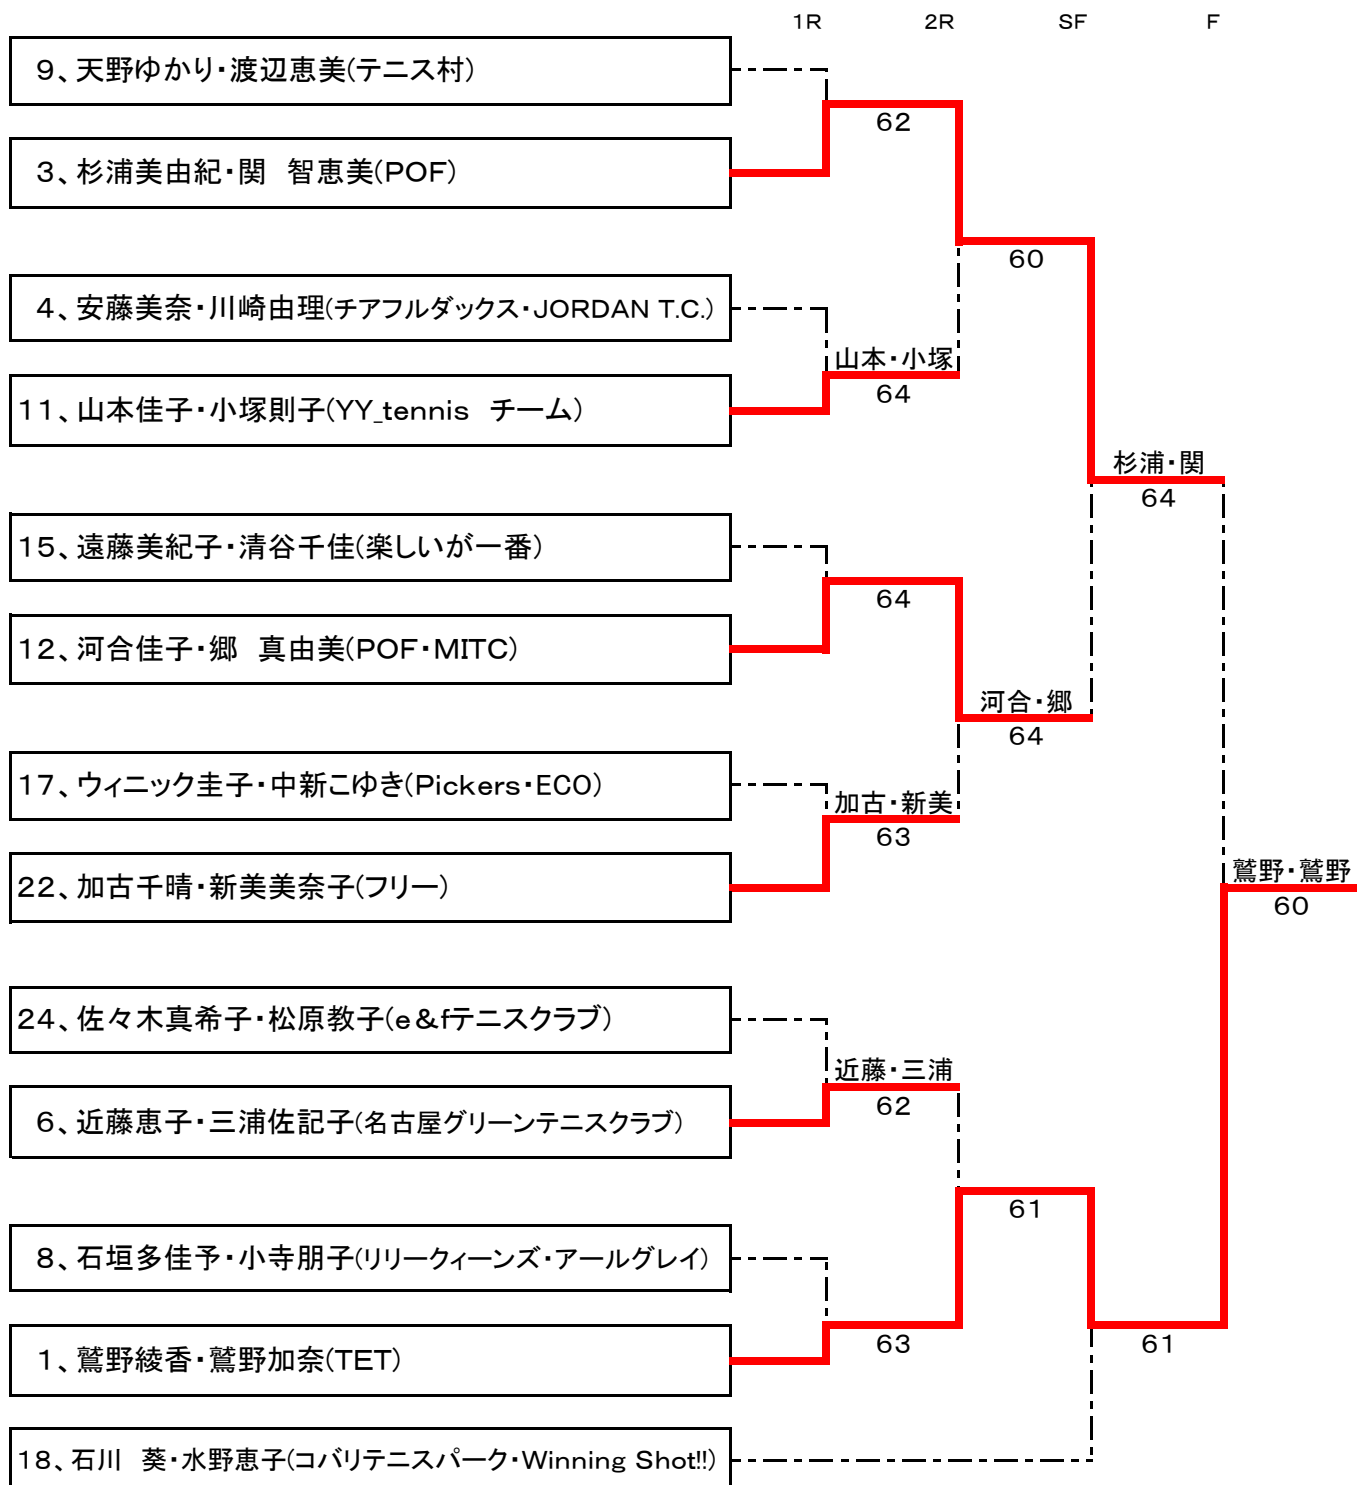 1R 2R SF F
9、天野ゆかり・渡辺恵美(テニス村)
62
3、杉浦美由紀・関　智恵美(POF)
60
4、安藤美奈・川崎由理(チアフルダックス・JORDAN T.C.)
山本・小塚
64
11、山本佳子・小塚則子(YY_tennis　チーム)
杉浦・関
64
15、遠藤美紀子・清谷千佳(楽しいが一番)
64
12、河合佳子・郷　真由美(POF・MITC)
河合・郷
64
17、ウィニック圭子・中新こゆき(Pickers・ECO)
加古・新美
63
22、加古千晴・新美美奈子(フリー)
鷲野・鷲野
60
24、佐々木真希子・松原教子(e&fテニスクラブ)
近藤・三浦
62
6、近藤恵子・三浦佐記子(名古屋グリーンテニスクラブ)
61
8、石垣多佳予・小寺朋子(リリークィーンズ・アールグレイ)
63
61
1、鷲野綾香・鷲野加奈(TET)
18、石川　葵・水野恵子(コバリテニスパーク・Winning Shot!!)